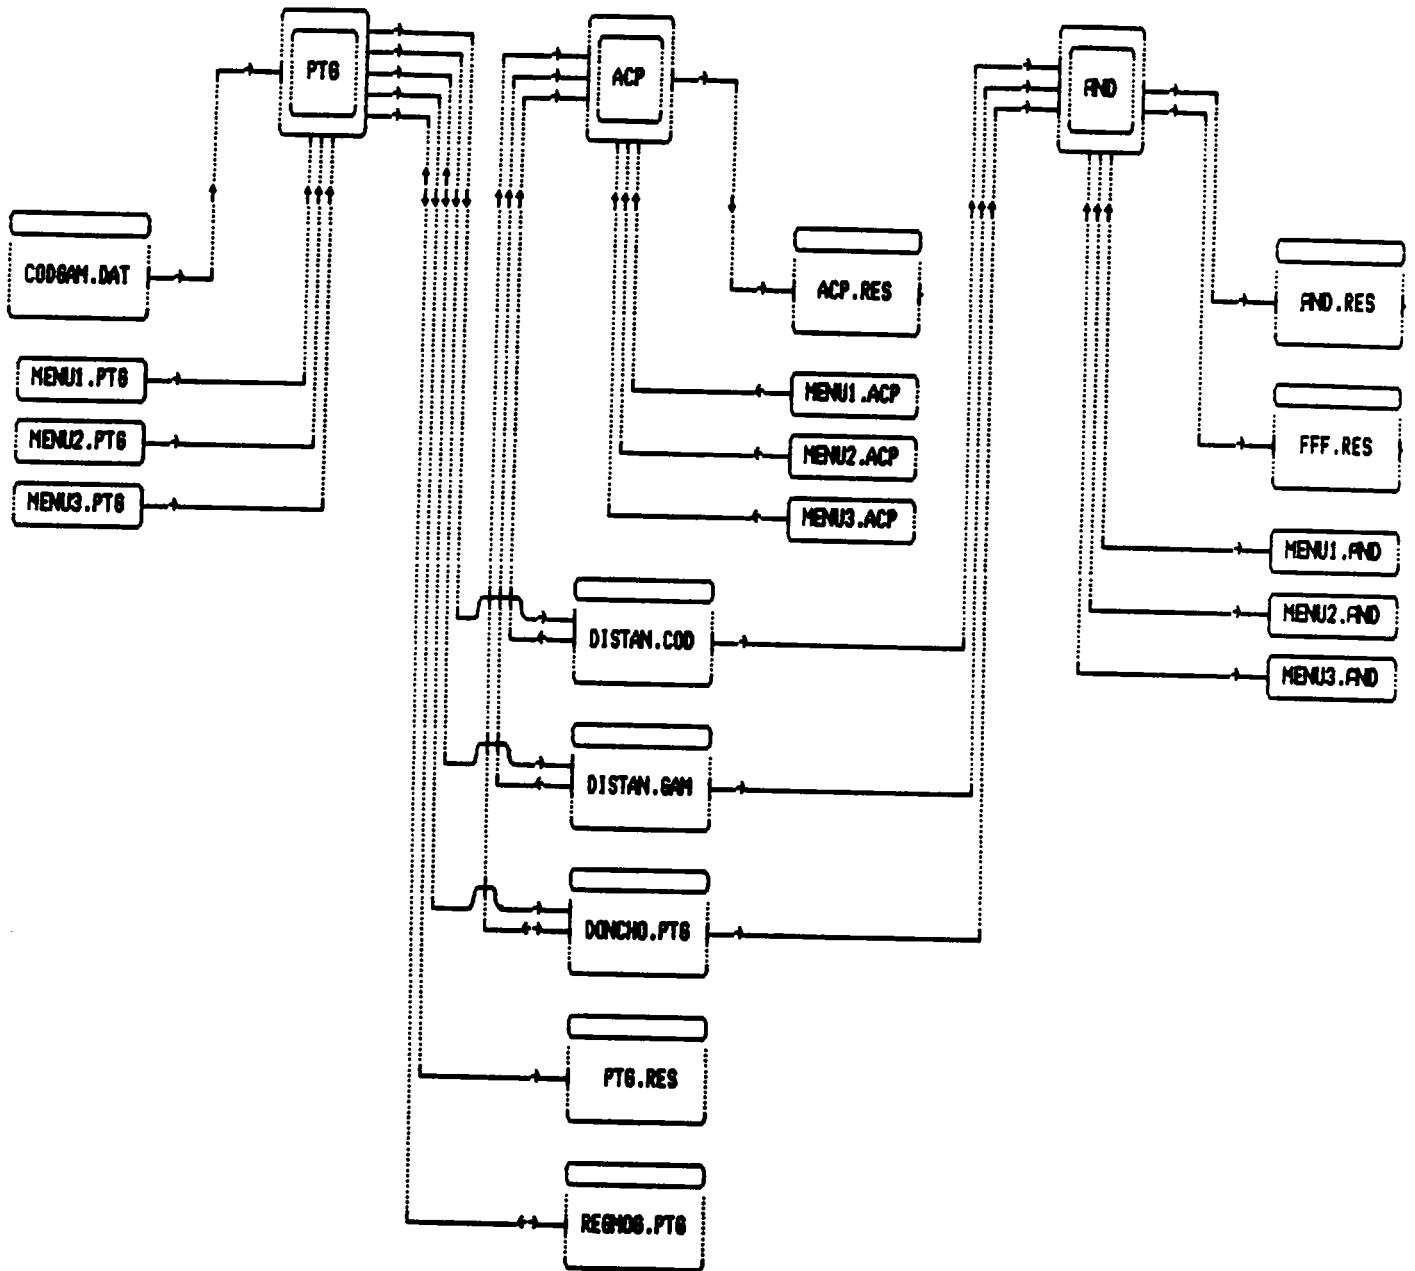 PTG
ACP
AND
CODGAM.DAT
ACP.RES
AND.RES
MENU1.PTG
MENU1.ACP
MENU2.PTG
MENU2.ACP
FFF.RES
MENU3.PTG
MENU3.ACP
MENU1.AND
MENU2.AND
DISTAN.COD
MENU3.AND
DISTAN.GAM
DONCHO.PTG
PTG.RES
REGMOG.PTG